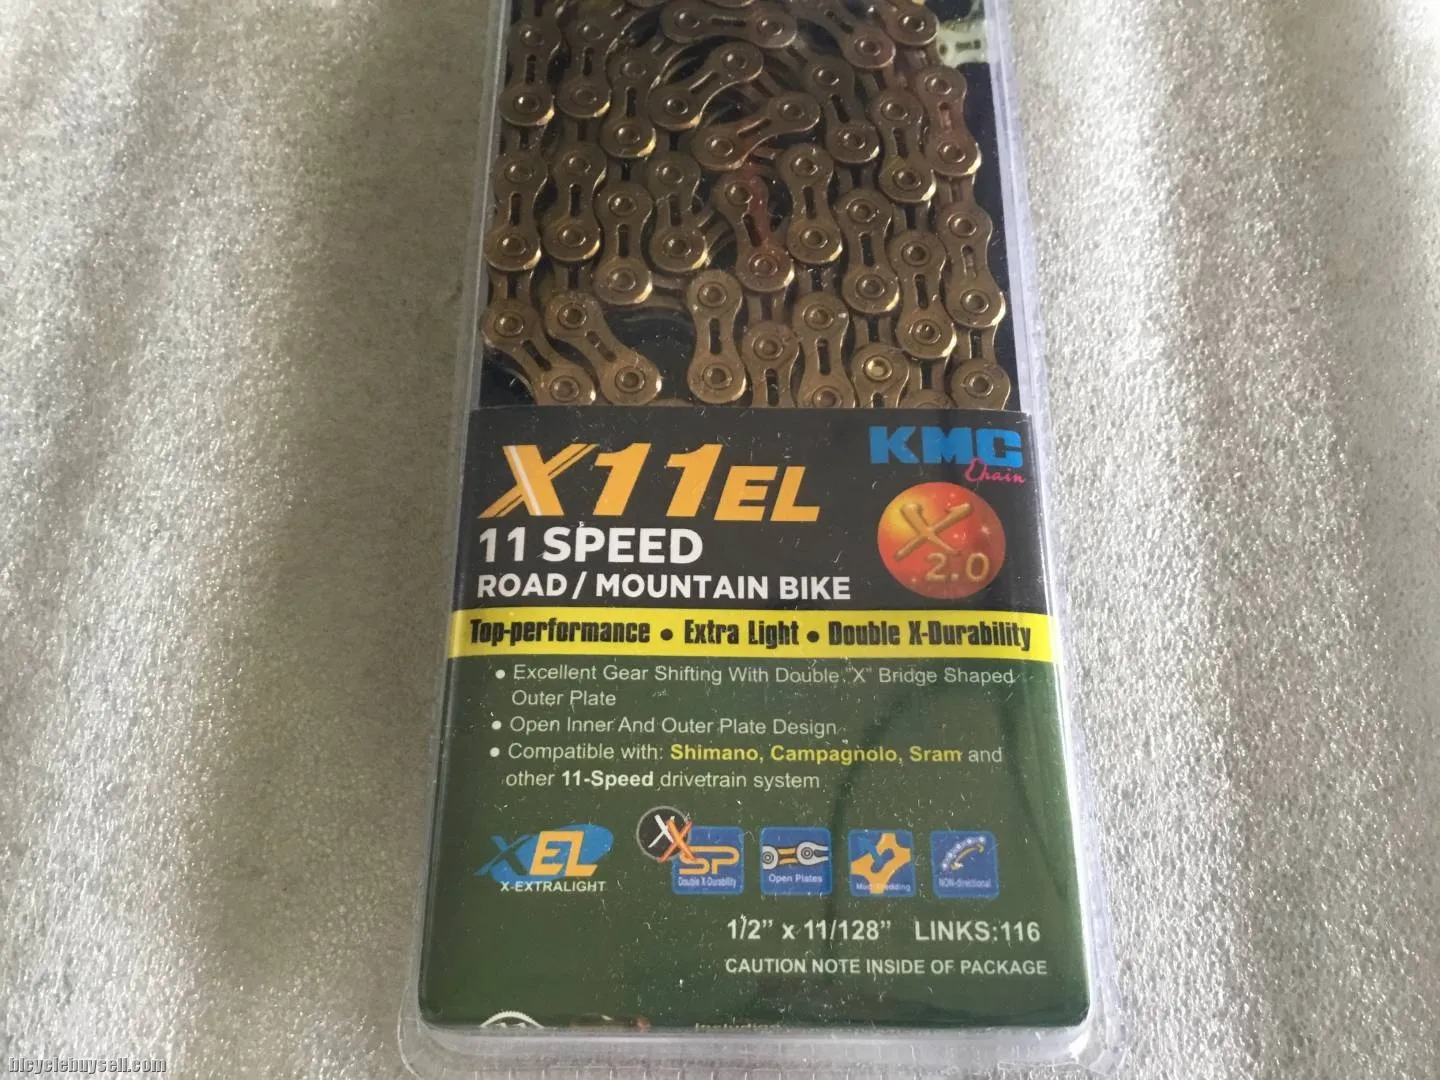 KMC
Chain
X11EL
11 SPEED
ROAD / MOUNTAIN BIKE
X
2.0
Top-performance • Extra Light • Double X-Durability
• Excellent Gear Shifting With Double "X" Bridge Shaped
Outer Plate
• Open Inner And Outer Plate Design
• Compatible with: Shimano, Campagnolo, Sram and
other 11-Speed drivetrain system
XEL
X-EXTRALIGHT
XXSP
Double X-Durability
Open Plates
Mud Shedding
NON-directional
1/2" x 11/128" LINKS:116
CAUTION NOTE INSIDE OF PACKAGE
bicyclebuysell.com